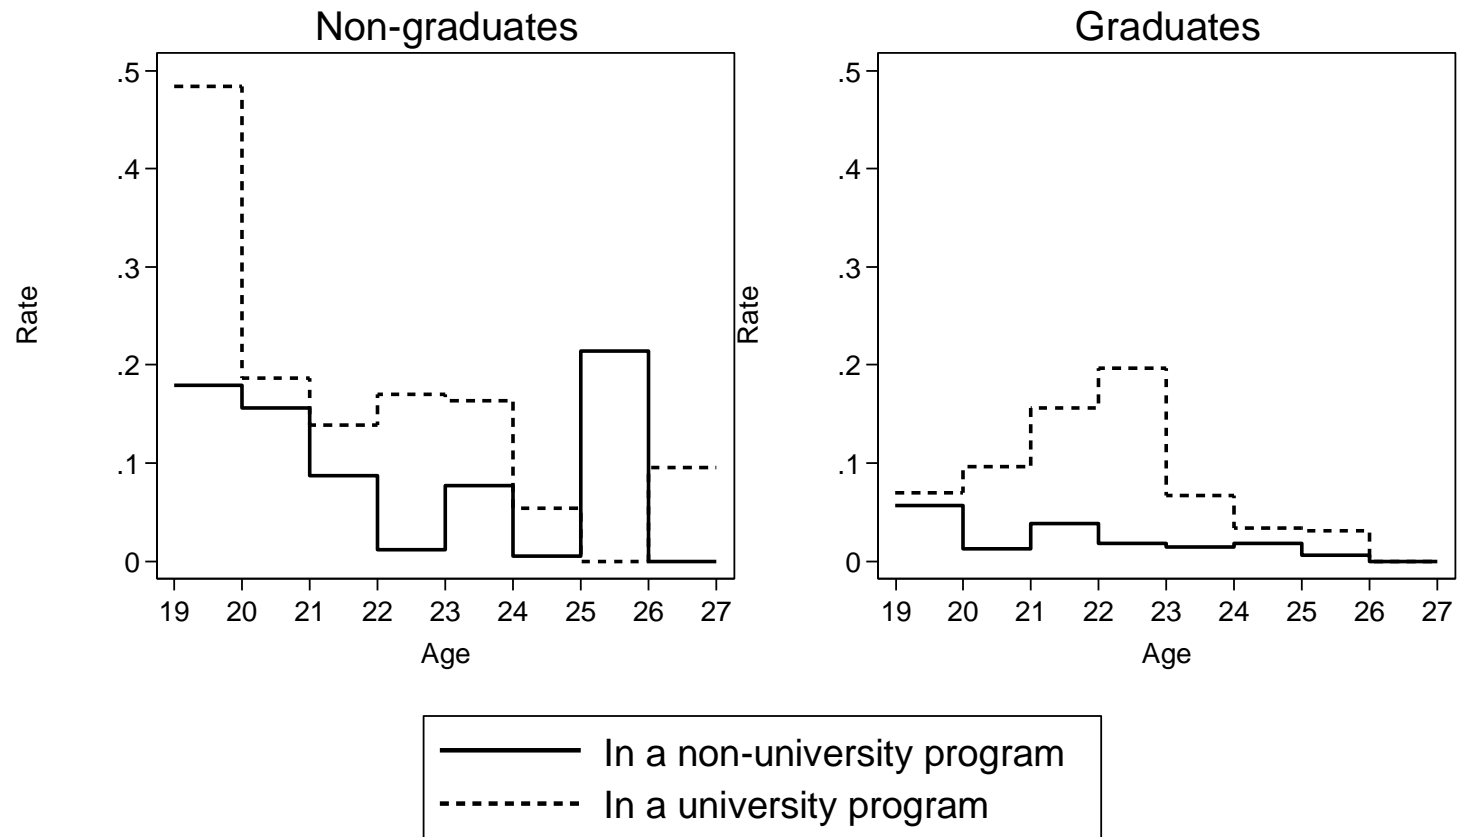 Non-graduates
.5
.4
.3
.2
.1
0
Rate
19 20 21 22 23 24 25 26 27
Age
Graduates
.5
.4
.3
.2
.1
0
Rate
19 20 21 22 23 24 25 26 27
Age
In a non-university program
In a university program